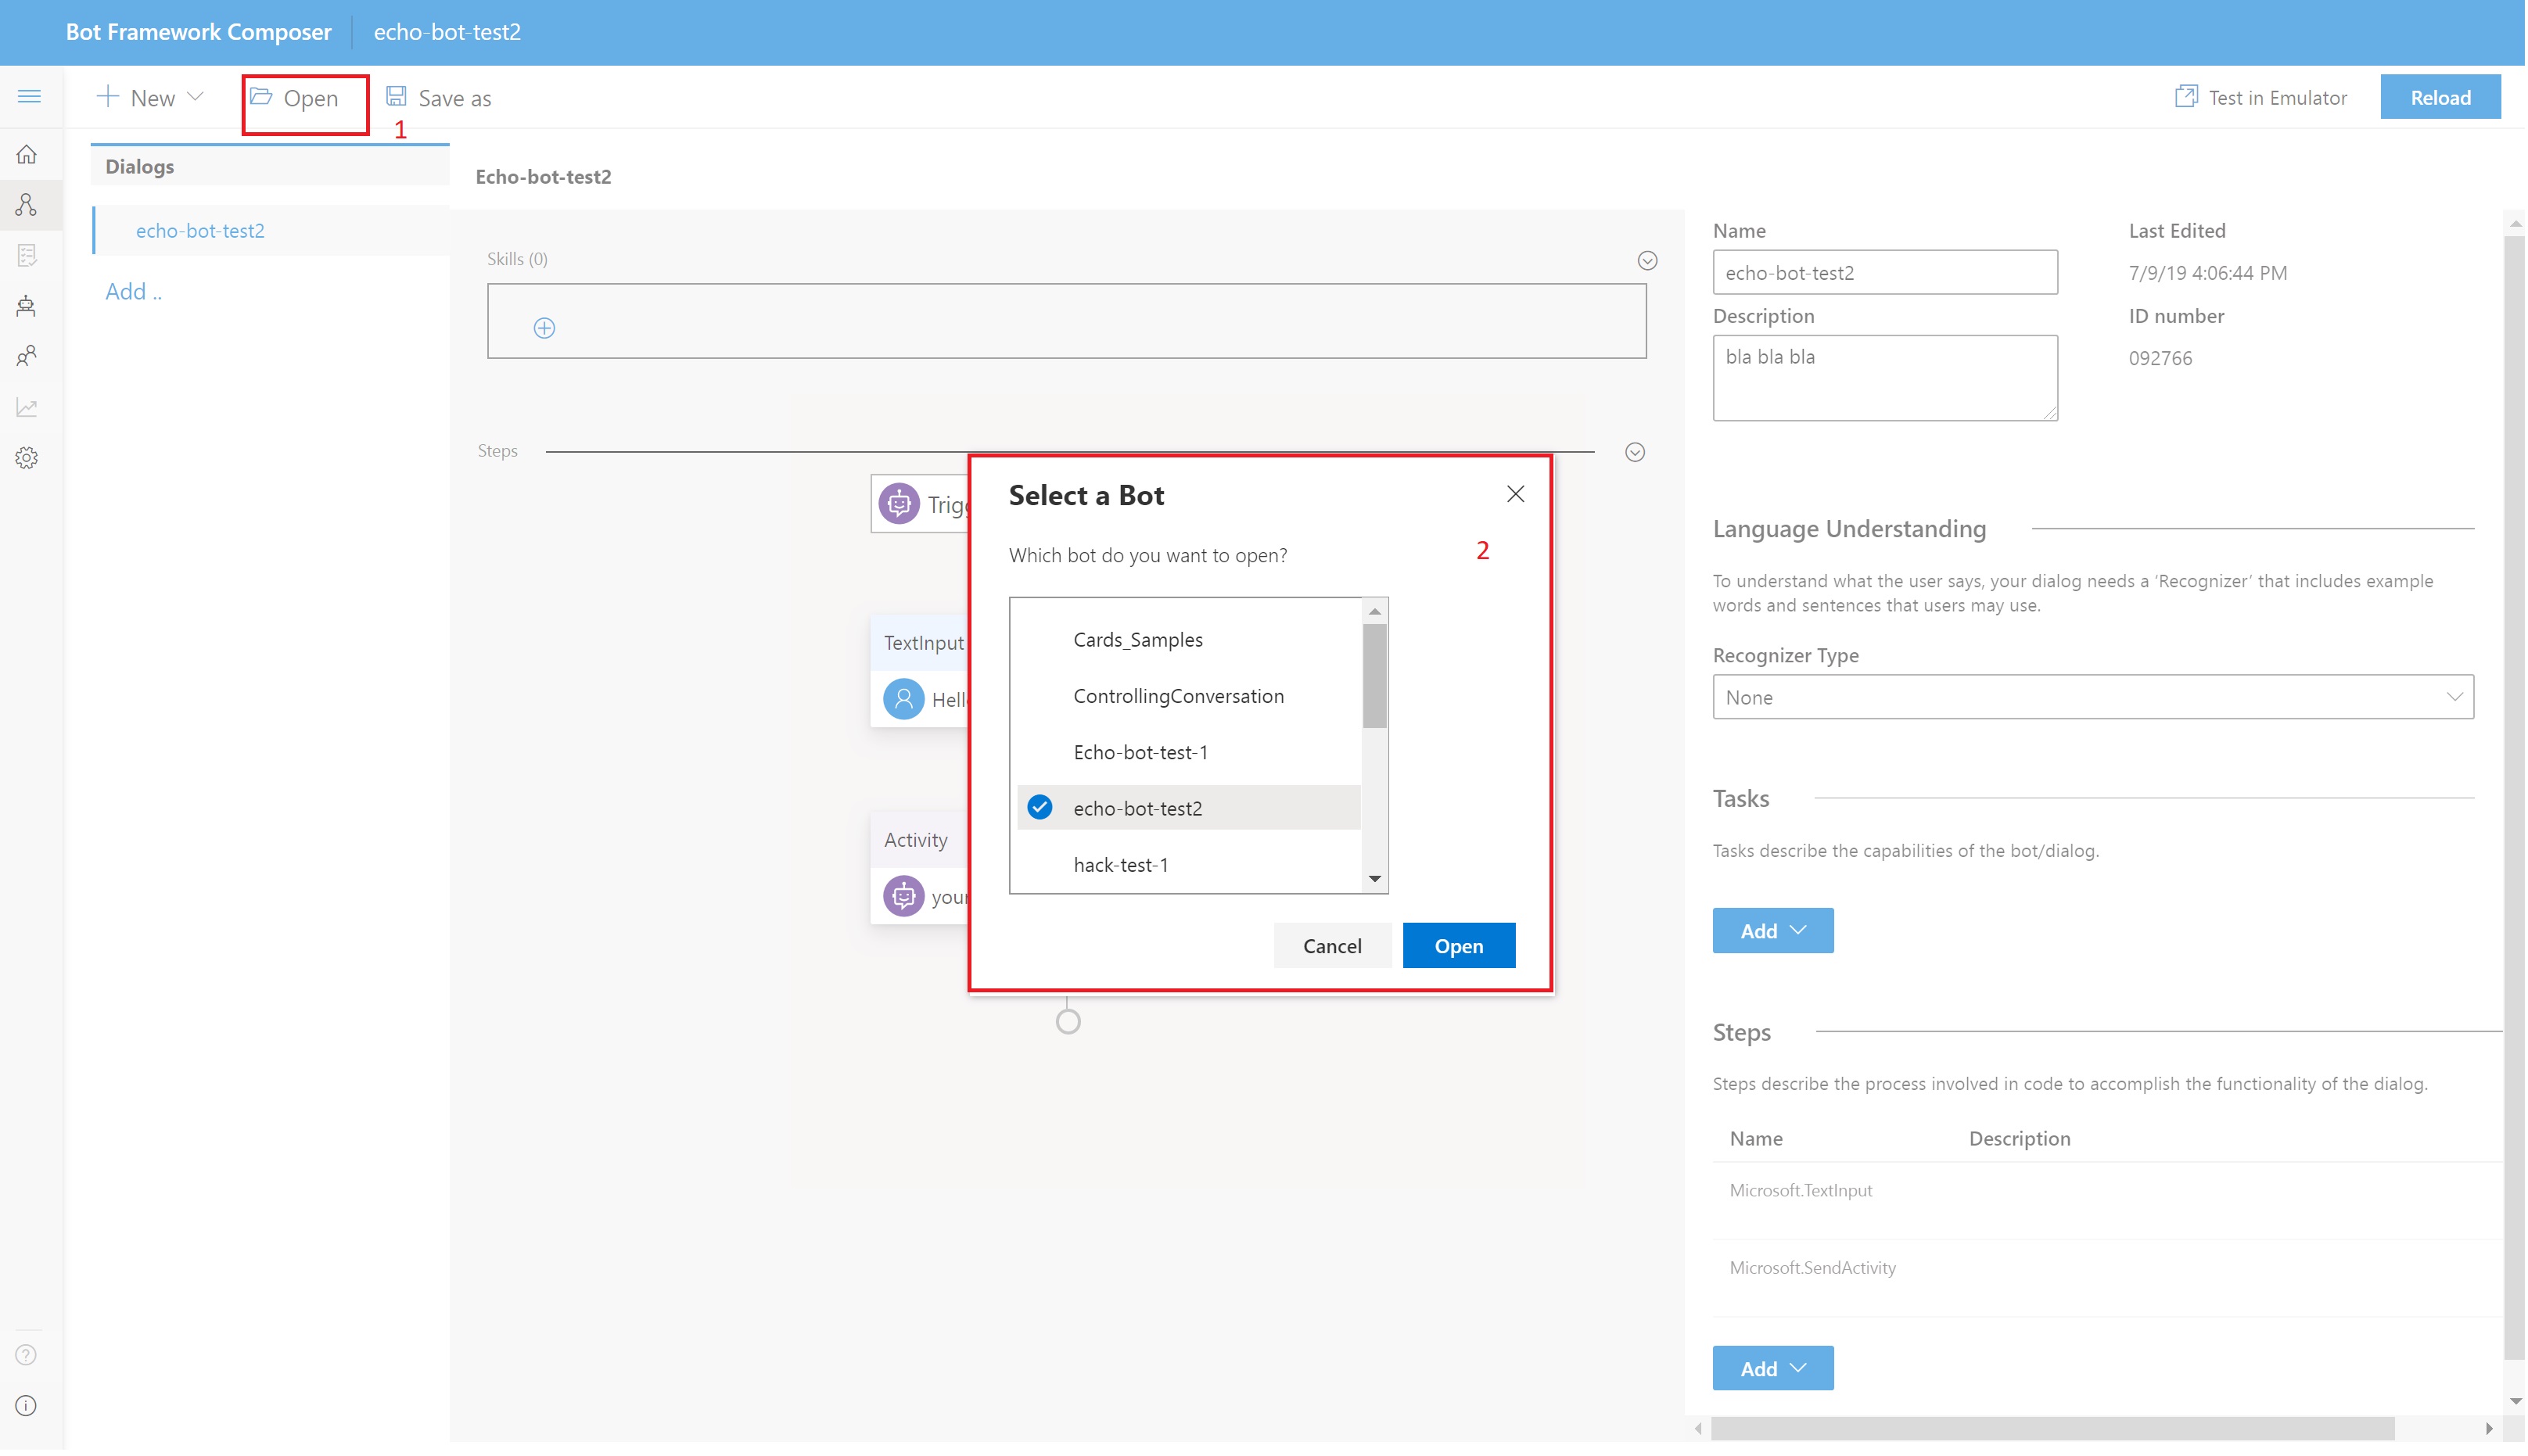 Bot Framework Composer echo-bot-test2
New Open Save as Test in Emulator Reload
1
Dialogs
echo-bot-test2
Add ..
Echo-bot-test2
Skills (0)
Steps
TextInput
Activity
your
Select a Bot
Which bot do you want to open?
2
Cards_Samples
ControllingConversation
Echo-bot-test-1
echo-bot-test2
hack-test-1
Cancel Open
Name Last Edited
echo-bot-test2 7/9/19 4:06:44 PM
Description ID number
bla bla bla 092766
Language Understanding
To understand what the user says, your dialog needs a ‘Recognizer’ that includes example
words and sentences that users may use.
Recognizer Type
None
Tasks
Tasks describe the capabilities of the bot/dialog.
Add
Steps
Steps describe the process involved in code to accomplish the functionality of the dialog.
Name Description
Microsoft.TextInput
Microsoft.SendActivity
Add